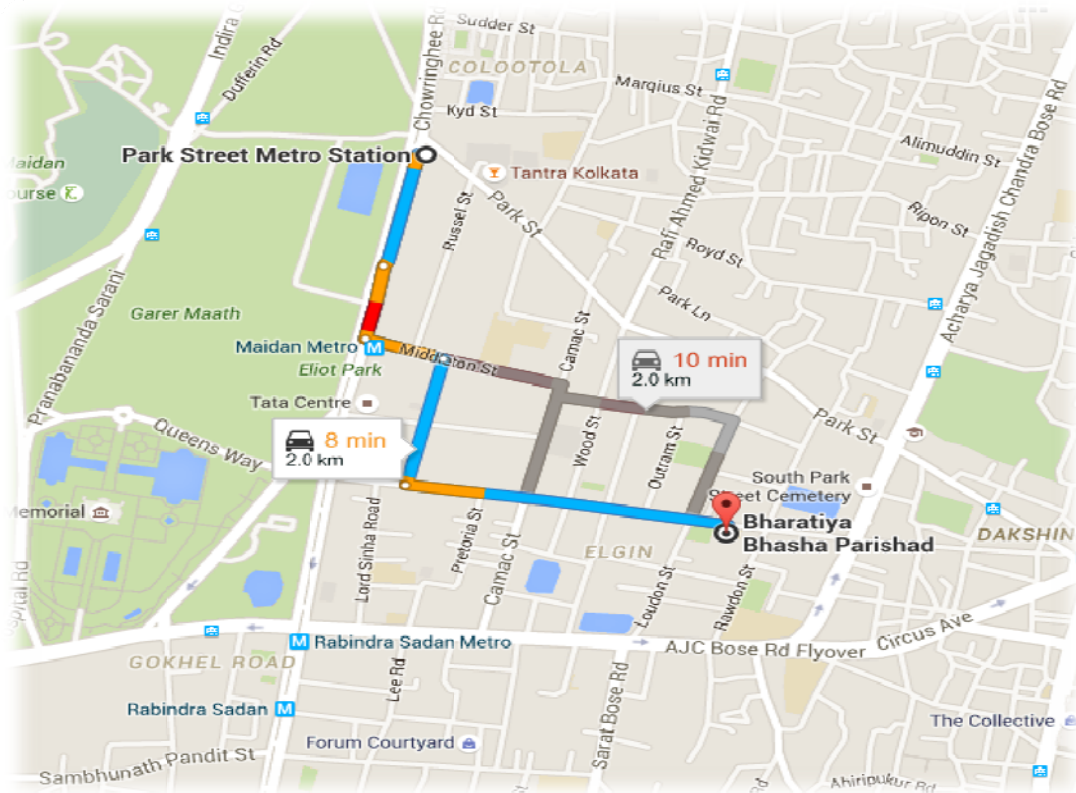 Sudder St
Indira
Dufferin Rd
Chowringhee Rd
COLOOTOLA
Marqius St
Kyd St
Rafi Ahmed Kidwai Rd
Alimuddin St
Acharya Jagadish Chandra Bose Rd
Park Street Metro Station
Maidan
ourse
Tantra Kolkata
Russel St
Park St
Ripon St
Royd St
Pranabananda Sarani
Garer Maath
Park Ln
Camac St
Maidan Metro
M
Middleton St
Eliot Park
10 min
2.0 km
Tata Centre
Queens Way
8 min
2.0 km
Wood St
Outram St
Park St
South Park
Street Cemetery
Memorial
Lord Sinha Road
Pretoria St
Camac St
Bharatiya
Bhasha Parishad
DAKSHIN
ELGIN
ospital Rd
Loudon St
Rawdon St
M Rabindra Sadan Metro
AJC Bose Rd Flyover
Circus Ave
GOKHEL ROAD
Lee Rd
Sarat Bose Rd
Rabindra Sadan M
The Collective
Forum Courtyard
Sambhunath Pandit St
Rd
Ahiripukur Rd